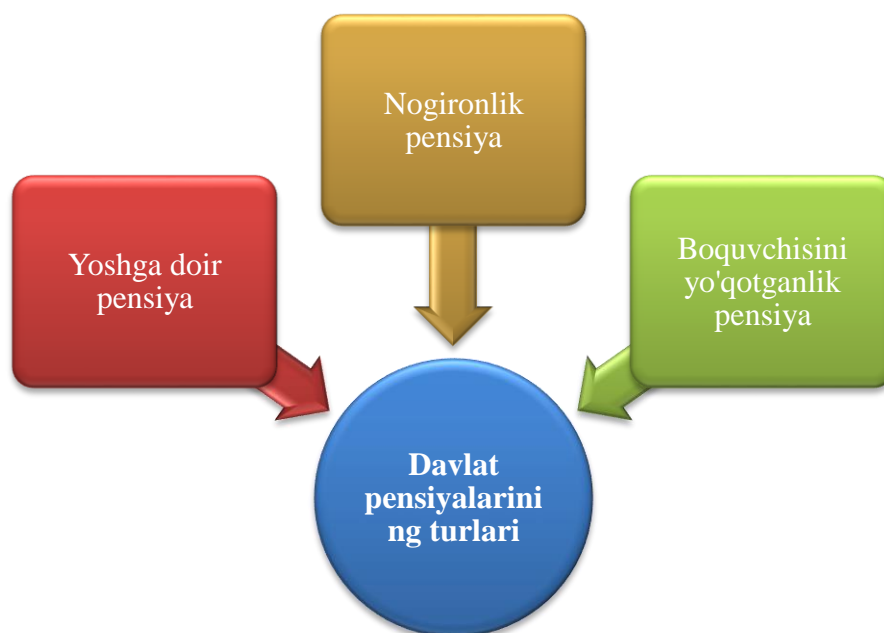 Nogironlik
pensiya
Yoshga doir
pensiya
Boquvchisini
yo'qotganlik
pensiya
Davlat
pensiyalarini
ng turlari